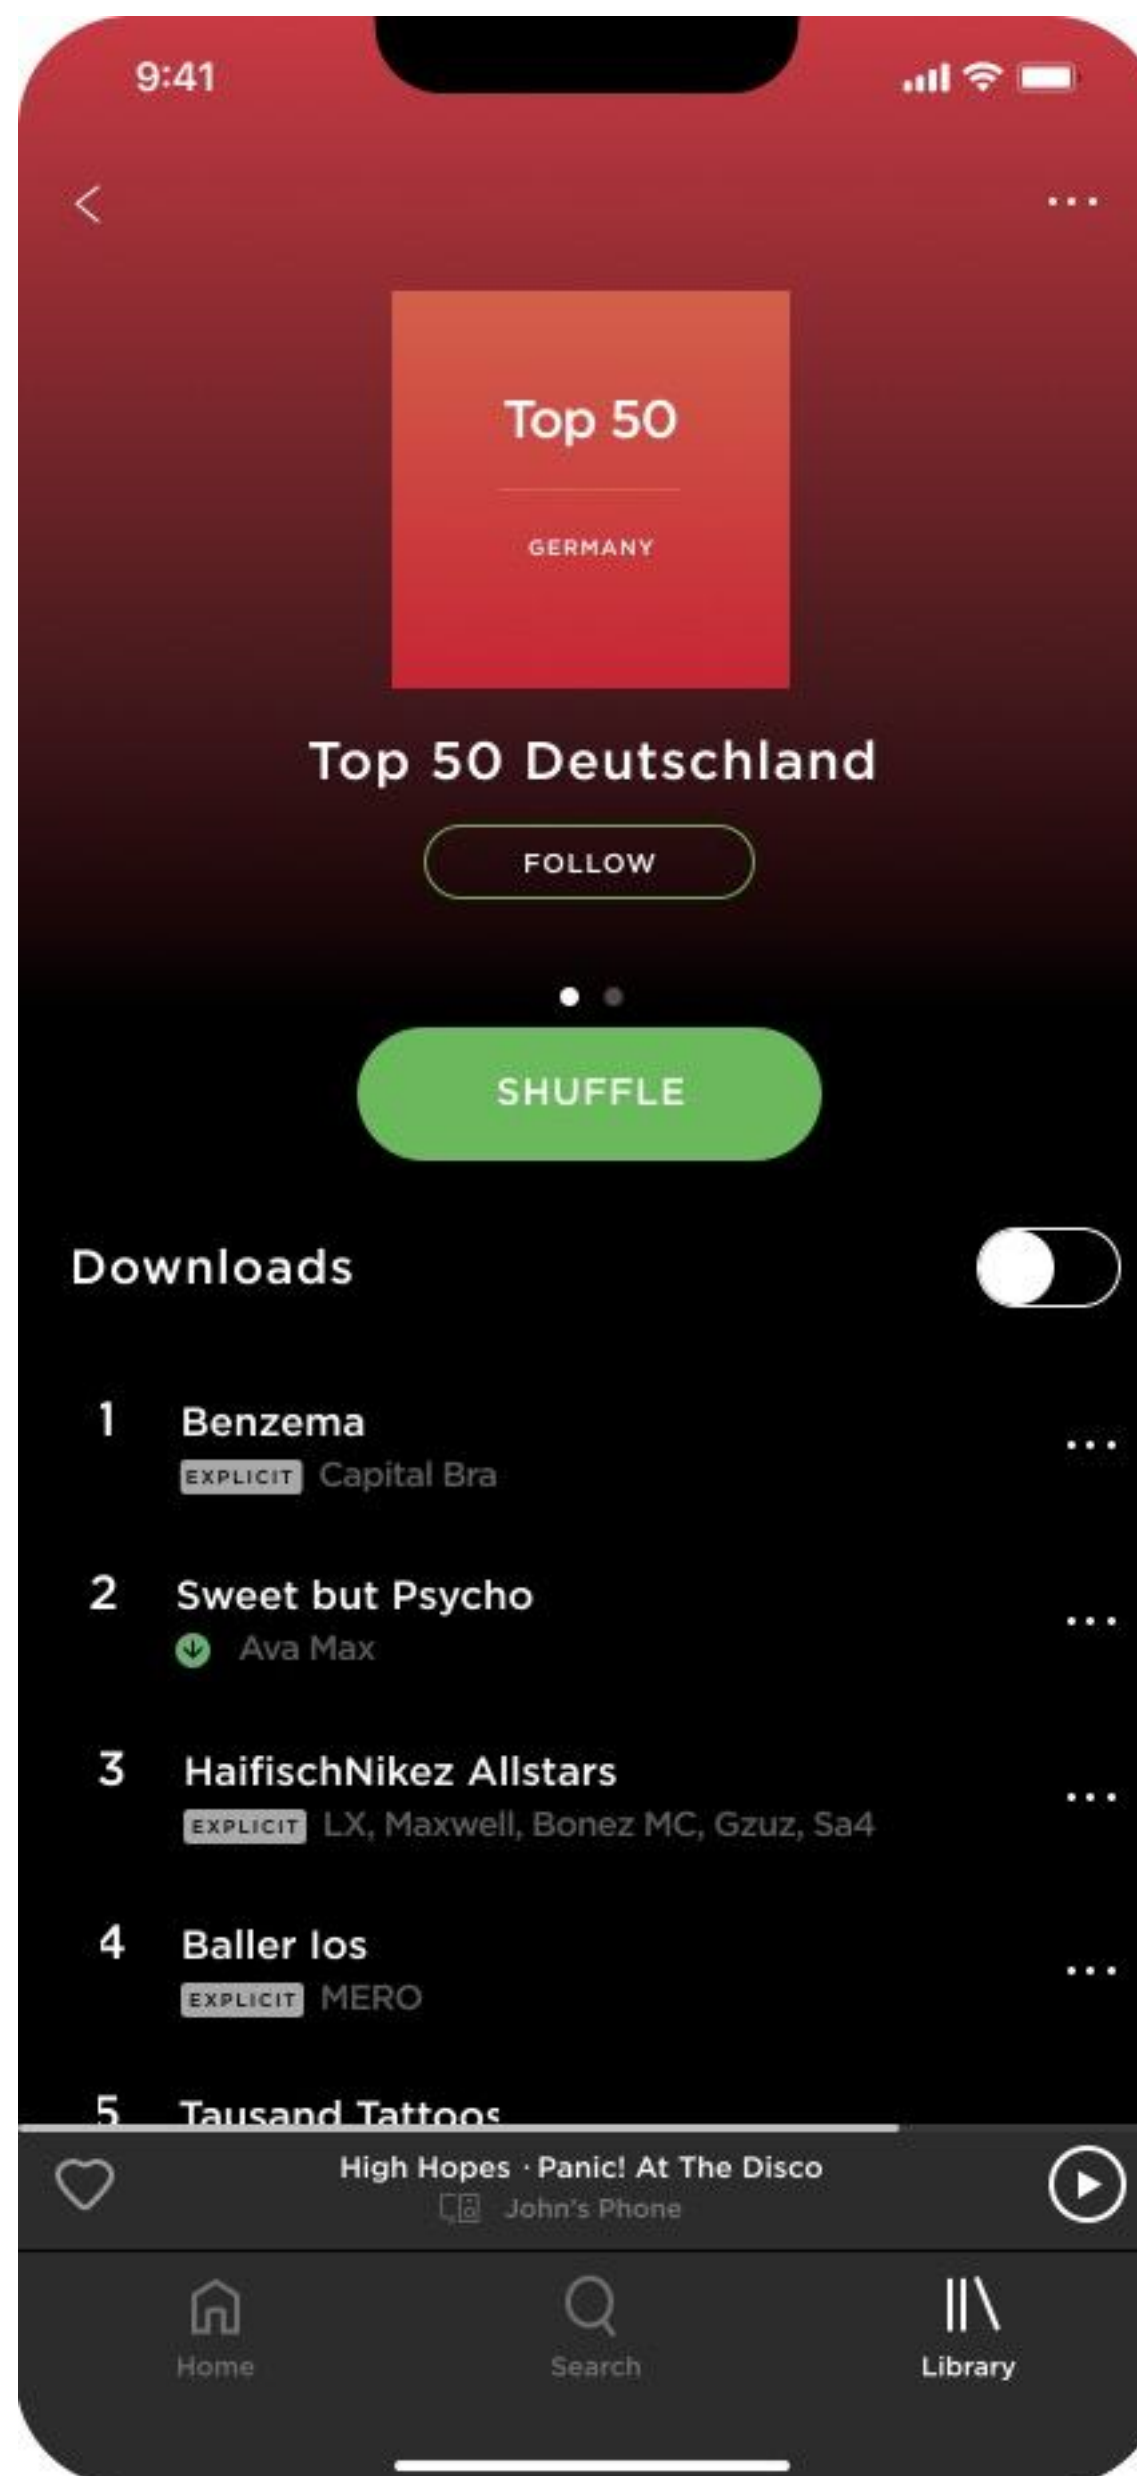 9:41
Top 50
GERMANY
Top 50 Deutschland
FOLLOW
SHUFFLE
Downloads
1 Benzema
EXPLICIT Capital Bra
2 Sweet but Psycho
Ava Max
3 HaifischNikez Allstars
EXPLICIT LX, Maxwell, Bonez MC, Gzuz, Sa4
4 Baller los
EXPLICIT MERO
5 Tausand Tattoos
High Hopes · Panic! At The Disco
John's Phone
Home
Search
Library